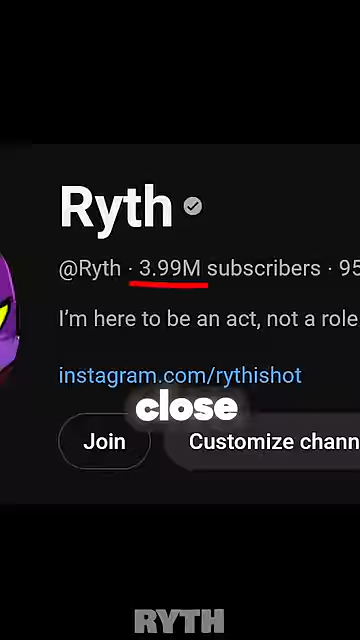 Ryth
@Ryth · 3.99M subscribers · 95
I'm here to be an act, not a role
instagram.com/rythishot
close
Join
Customize chann
RYTH